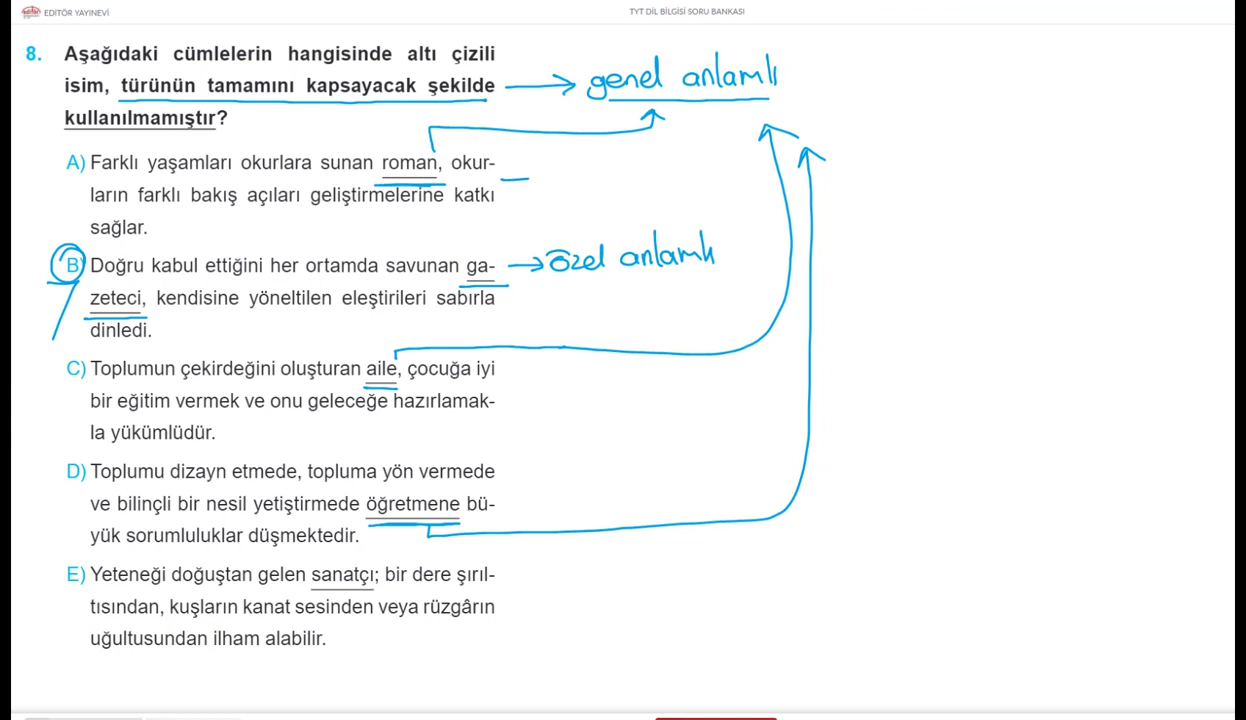 EDİTÖR YAYINEVİ
TYT DİL BİLGİSİ SORU BANKASI
8. Aşağıdaki cümlelerin hangisinde altı çizili
isim, türünün tamamını kapsayacak şekilde
kullanılmamıştır?
genel anlamlı
A) Farklı yaşamları okurlara sunan roman, okur-
ların farklı bakış açıları geliştirmelerine katkı
sağlar.
B) Doğru kabul ettiğini her ortamda savunan ga-
zeteci, kendisine yöneltilen eleştirileri sabırla
dinledi.
özel anlamlı
C) Toplumun çekirdeğini oluşturan aile, çocuğa iyi
bir eğitim vermek ve onu geleceğe hazırlamak-
la yükümlüdür.
D) Toplumu dizayn etmede, topluma yön vermede
ve bilinçli bir nesil yetiştirmede öğretmene bü-
yük sorumluluklar düşmektedir.
E) Yeteneği doğuştan gelen sanatçı; bir dere şırıl-
tısından, kuşların kanat sesinden veya rüzgârın
uğultusundan ilham alabilir.